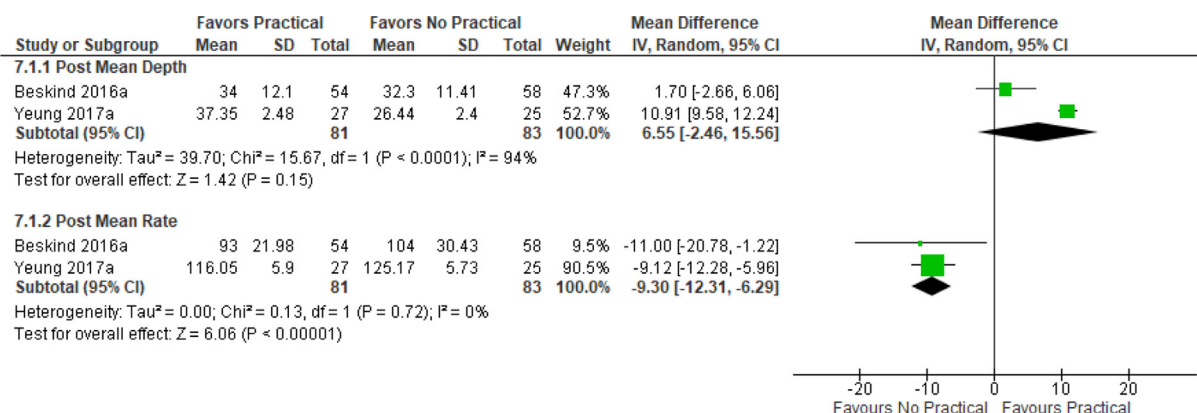 Favors Practical Favors No Practical Mean Difference Mean Difference
Study or Subgroup Mean SD Total Mean SD Total Weight IV, Random, 95% CI IV, Random, 95% CI
7.1.1 Post Mean Depth
Beskind 2016a 34 12.1 54 32.3 11.41 58 47.3% 1.70 [-2.66, 6.06]
Yeung 2017a 37.35 2.48 27 26.44 2.4 25 52.7% 10.91 [9.58, 12.24]
Subtotal (95% CI) 81 83 100.0% 6.55 [-2.46, 15.56]
Heterogeneity: Tau² = 39.70; Chi² = 15.67, df = 1 (P < 0.0001); I² = 94%
Test for overall effect: Z = 1.42 (P = 0.15)
7.1.2 Post Mean Rate
Beskind 2016a 93 21.98 54 104 30.43 58 9.5% -11.00 [-20.78, -1.22]
Yeung 2017a 116.05 5.9 27 125.17 5.73 25 90.5% -9.12 [-12.28, -5.96]
Subtotal (95% CI) 81 83 100.0% -9.30 [-12.31, -6.29]
Heterogeneity: Tau² = 0.00; Chi² = 0.13, df = 1 (P = 0.72); I² = 0%
Test for overall effect: Z = 6.06 (P < 0.00001)
-20 -10 0 10 20
Favours No Practical Favours Practical